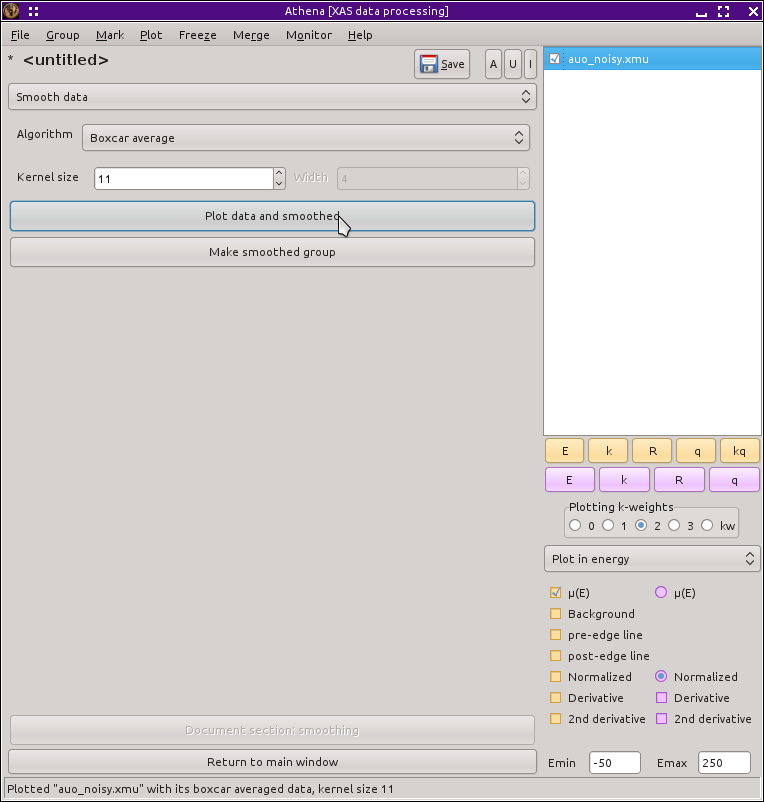 Athena [XAS data processing]
File Group Mark Plot Freeze Merge Monitor Help
* <untitled>
Save
A U I
auo_noisy.xmu
Smooth data
Algorithm Boxcar average
Kernel size 11 Width 4
Plot data and smoothed
Make smoothed group
E k R q kq
E k R q
Plotting k-weights
0 1 2 3 kw
Plot in energy
μ(E) μ(E)
Background
pre-edge line
post-edge line
Normalized Normalized
Derivative Derivative
2nd derivative 2nd derivative
Document section: smoothing
Return to main window
Emin -50 Emax 250
Plotted "auo_noisy.xmu" with its boxcar averaged data, kernel size 11